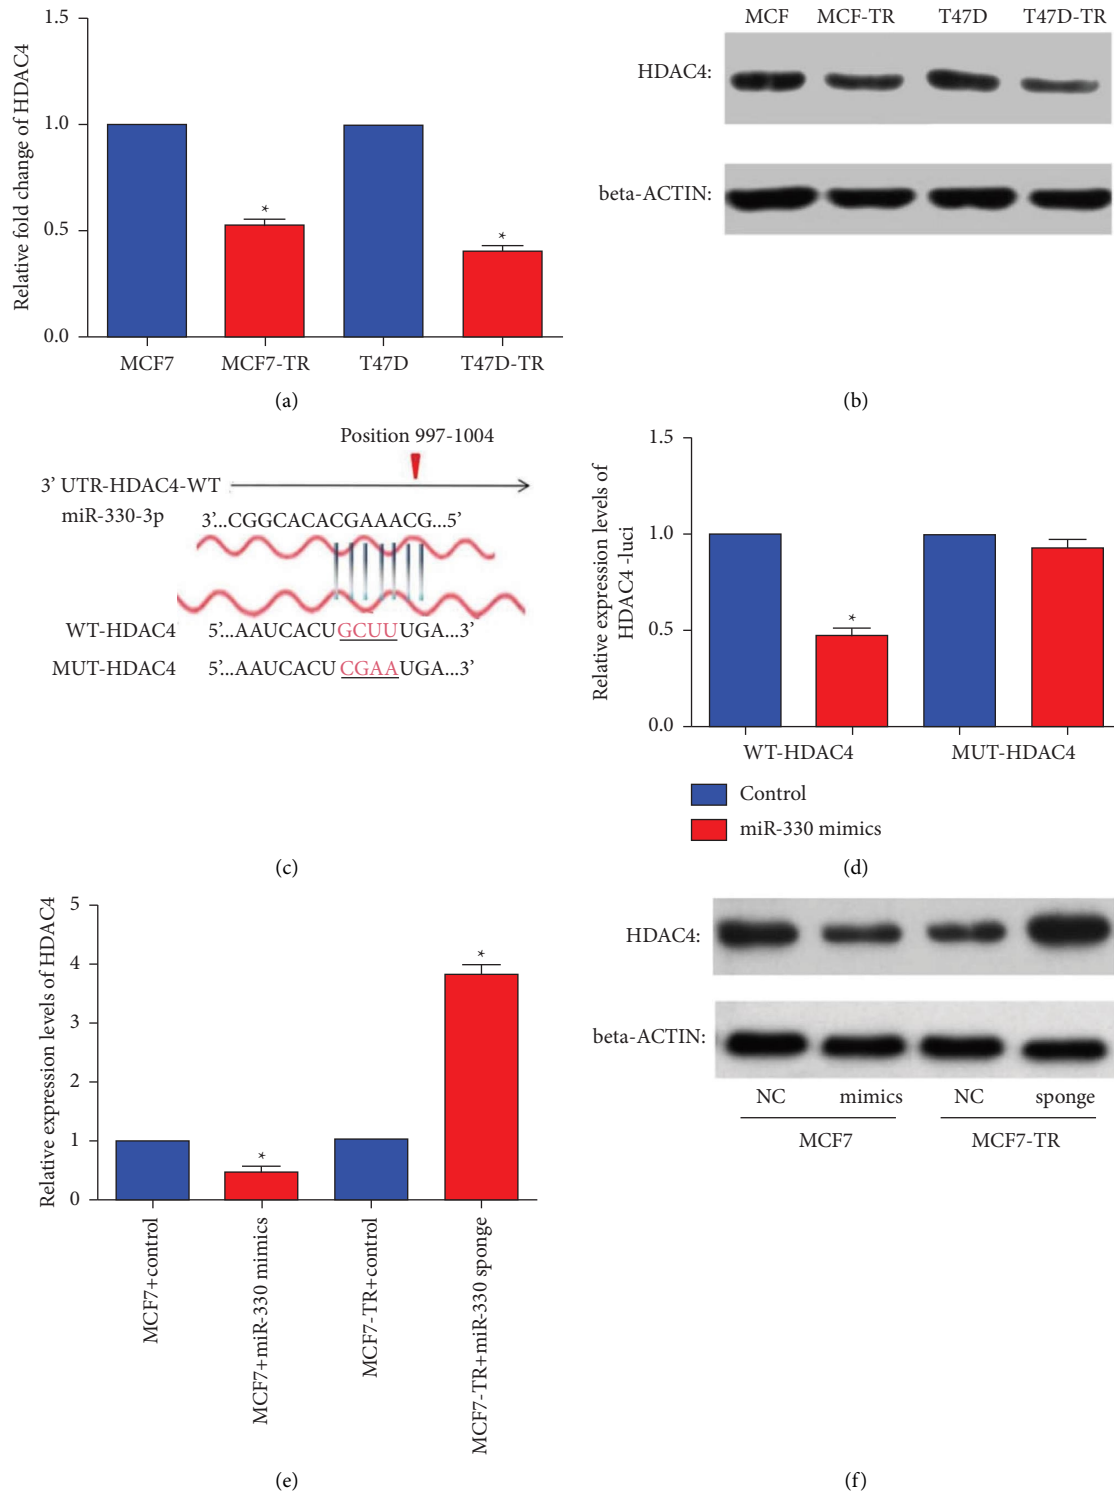 Relative fold change of HDAC4
1.5
1.0
0.5
0.0
*
*
MCF7 MCF7-TR T47D T47D-TR
(a)
MCF MCF-TR T47D T47D-TR
HDAC4:
beta-ACTIN:
(b)
Position 997-1004
3’ UTR-HDAC4-WT
miR-330-3p 3’...CGGCACACGAAACG...5’
WT-HDAC4 5’...AAUCACUGCUUUGA...3’
MUT-HDAC4 5’...AAUCACU CGAAUGA...3’
(c)
Relative expression levels of
HDAC4 -luci
1.5
1.0
0.5
0.0
*
WT-HDAC4 MUT-HDAC4
Control
miR-330 mimics
(d)
Relative expression levels of HDAC4
5
4
3
2
1
0
*
*
MCF7+control
MCF7+miR-330 mimics
MCF7-TR+control
MCF7-TR+miR-330 sponge
(e)
HDAC4:
beta-ACTIN:
NC mimics NC sponge
MCF7 MCF7-TR
(f)